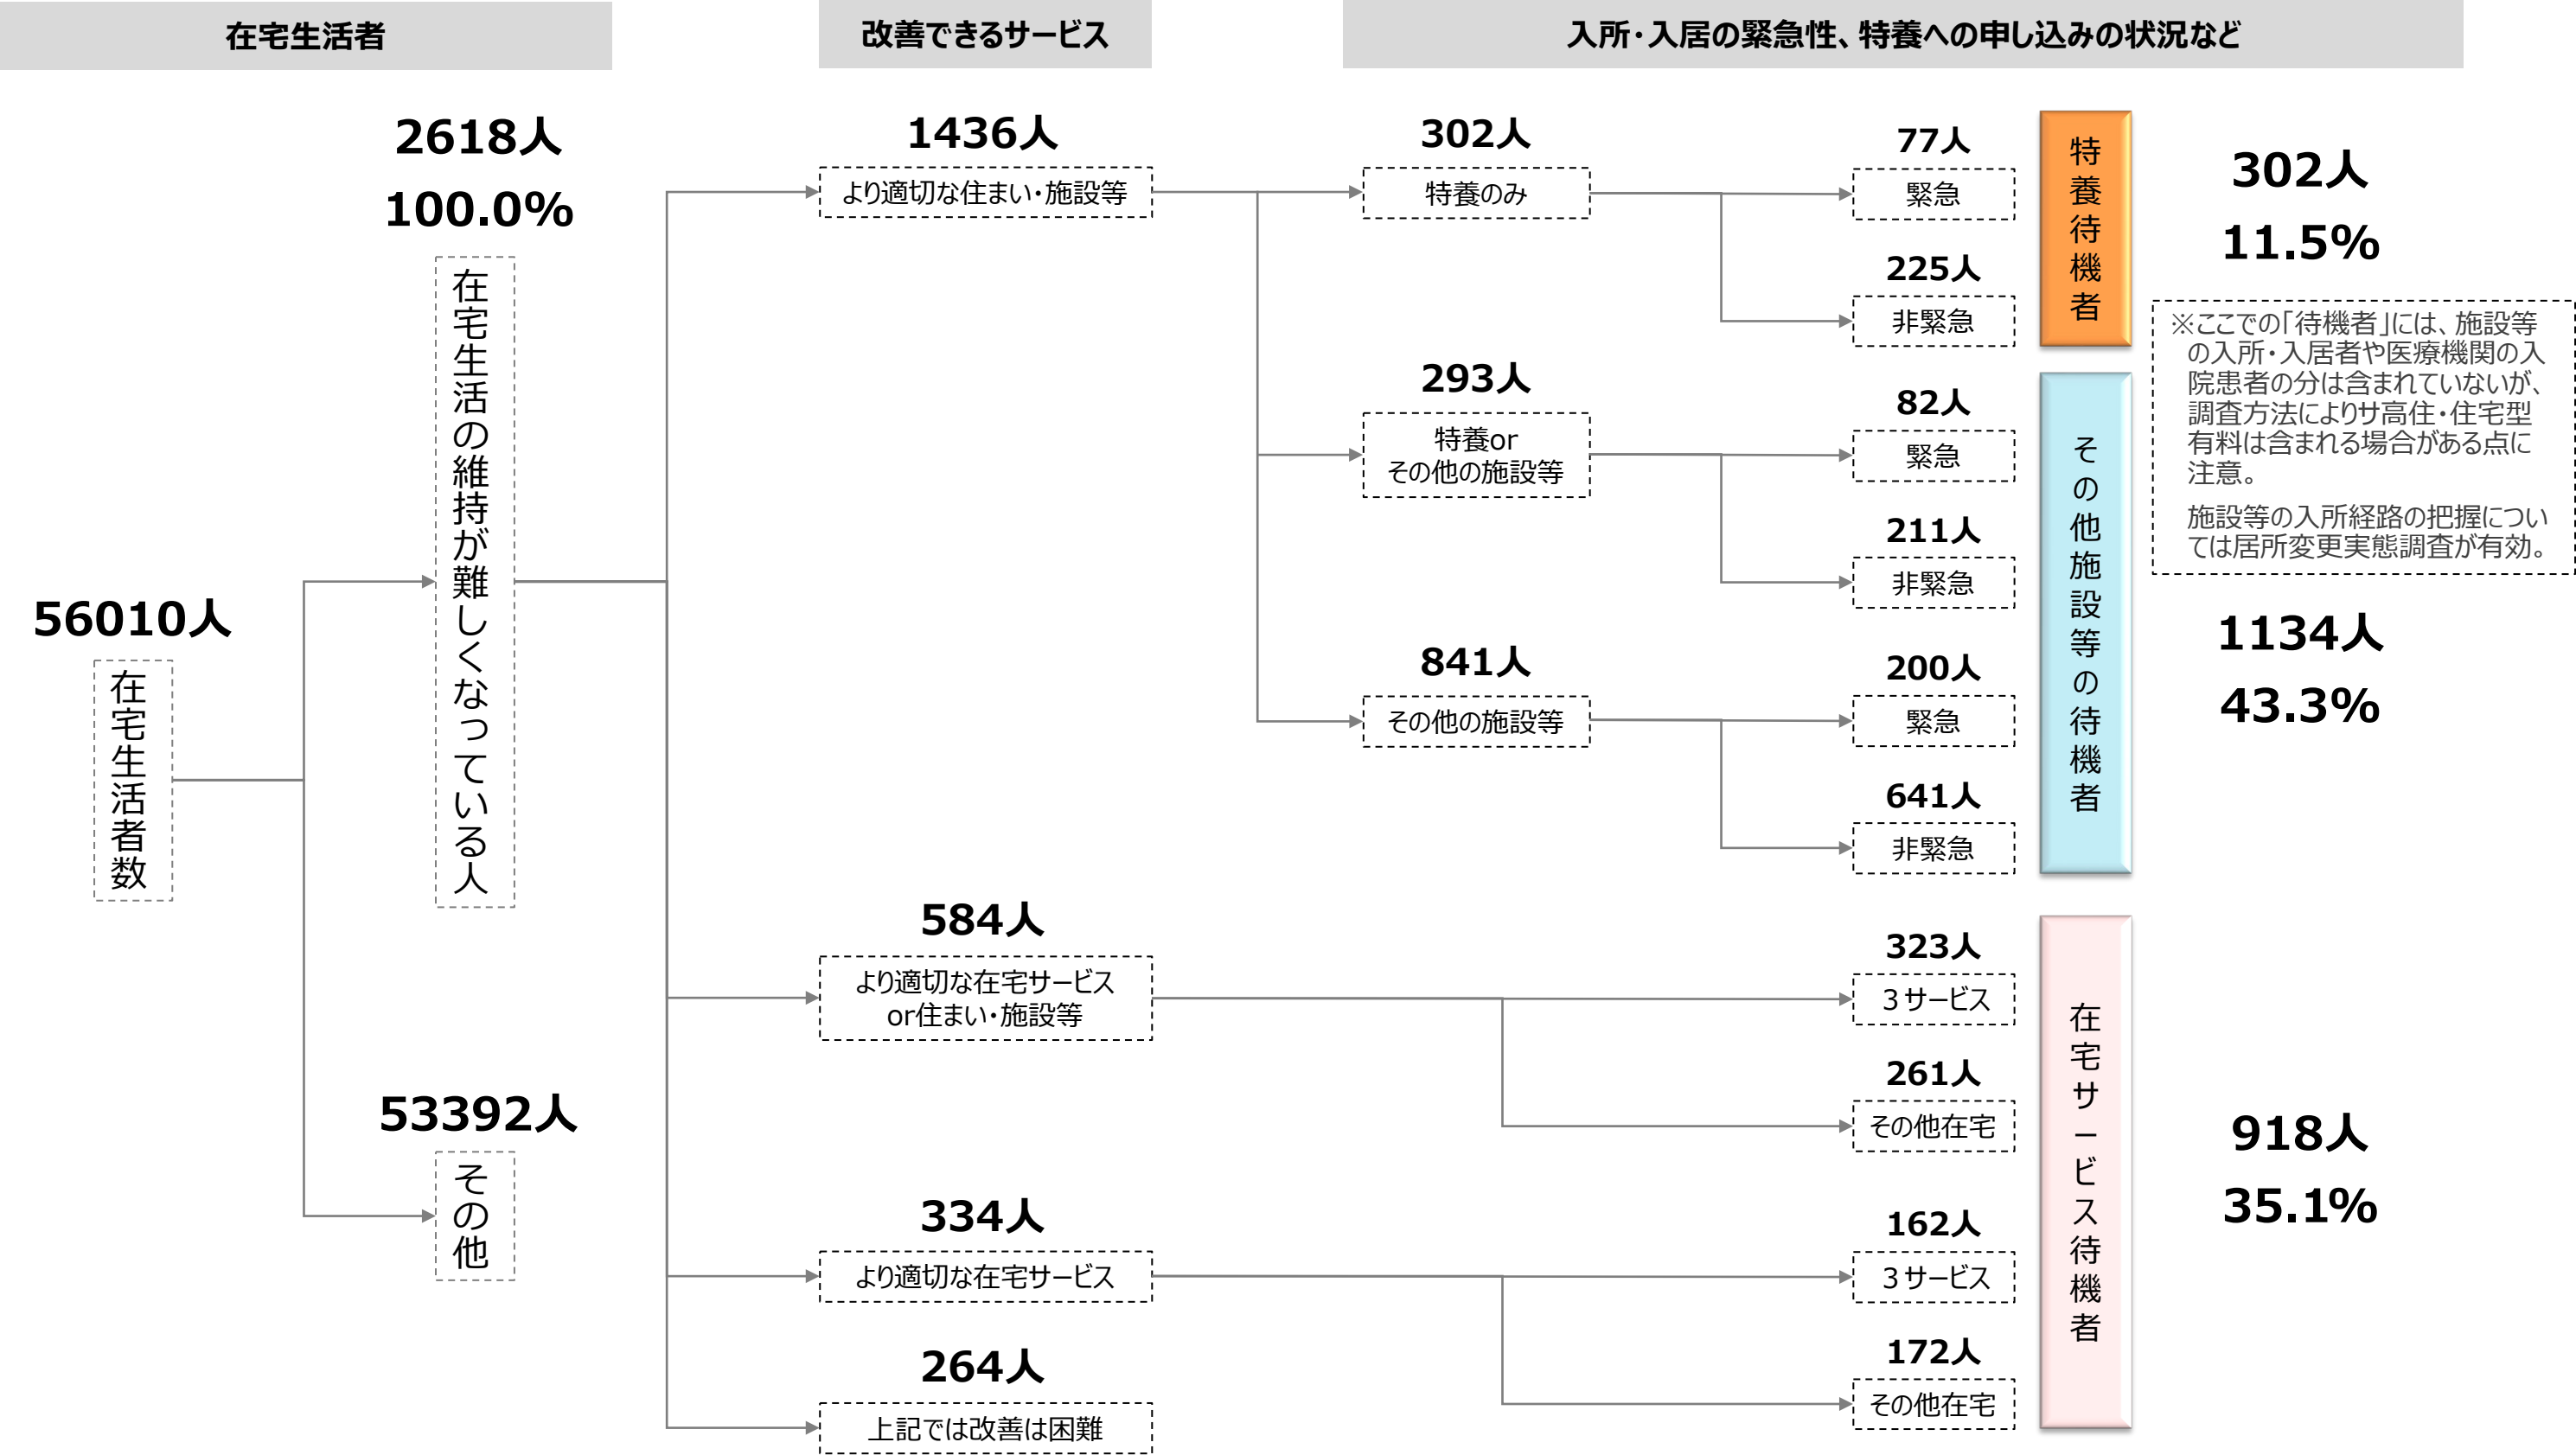 在宅生活者
改善できるサービス
入所・入居の緊急性、特養への申し込みの状況など
56010人
在宅生活者数
2618人
100.0%
在宅生活の維持が難しくなっている人
53392人
その他
1436人
より適切な住まい・施設等
584人
より適切な在宅サービス
or住まい・施設等
334人
より適切な在宅サービス
264人
上記では改善は困難
302人
特養のみ
293人
特養or
その他の施設等
841人
その他の施設等
77人
緊急
225人
非緊急
82人
緊急
211人
非緊急
200人
緊急
641人
非緊急
323人
３サービス
261人
その他在宅
162人
３サービス
172人
その他在宅
特養待機者
302人
11.5%
※ここでの「待機者」には、施設等
の入所・入居者や医療機関の入
院患者の分は含まれていないが、
調査方法によりサ高住・住宅型
有料は含まれる場合がある点に
注意。
施設等の入所経路の把握につい
ては居所変更実態調査が有効。
その他施設等の待機者
1134人
43.3%
在宅サービス待機者
918人
35.1%